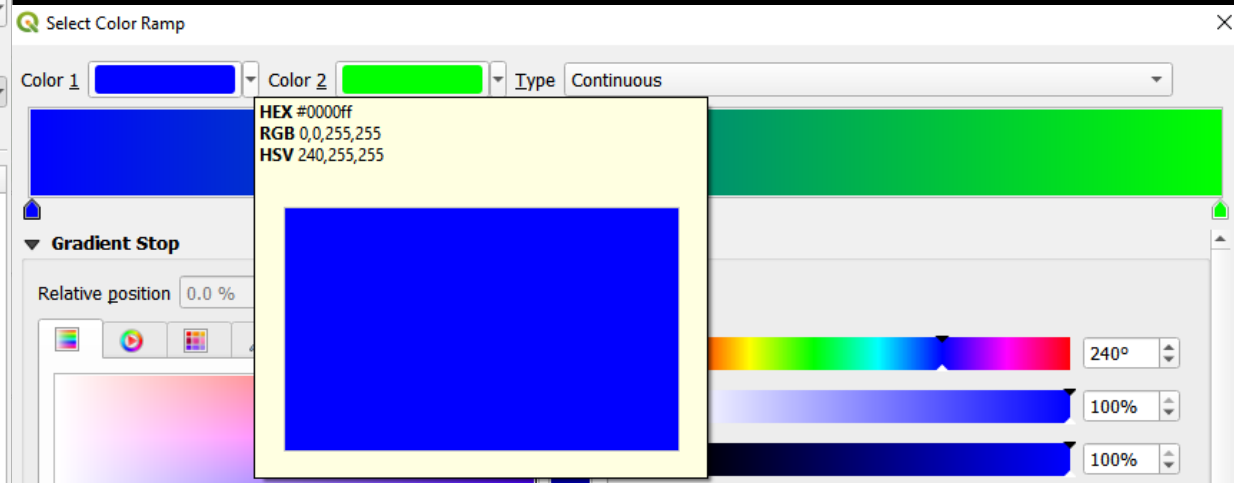 Select Color Ramp
Color 1 Color 2 Type Continuous
HEX #0000ff
RGB 0,0,255,255
HSV 240,255,255
Gradient Stop
Relative position 0.0 %
240°
100%
100%